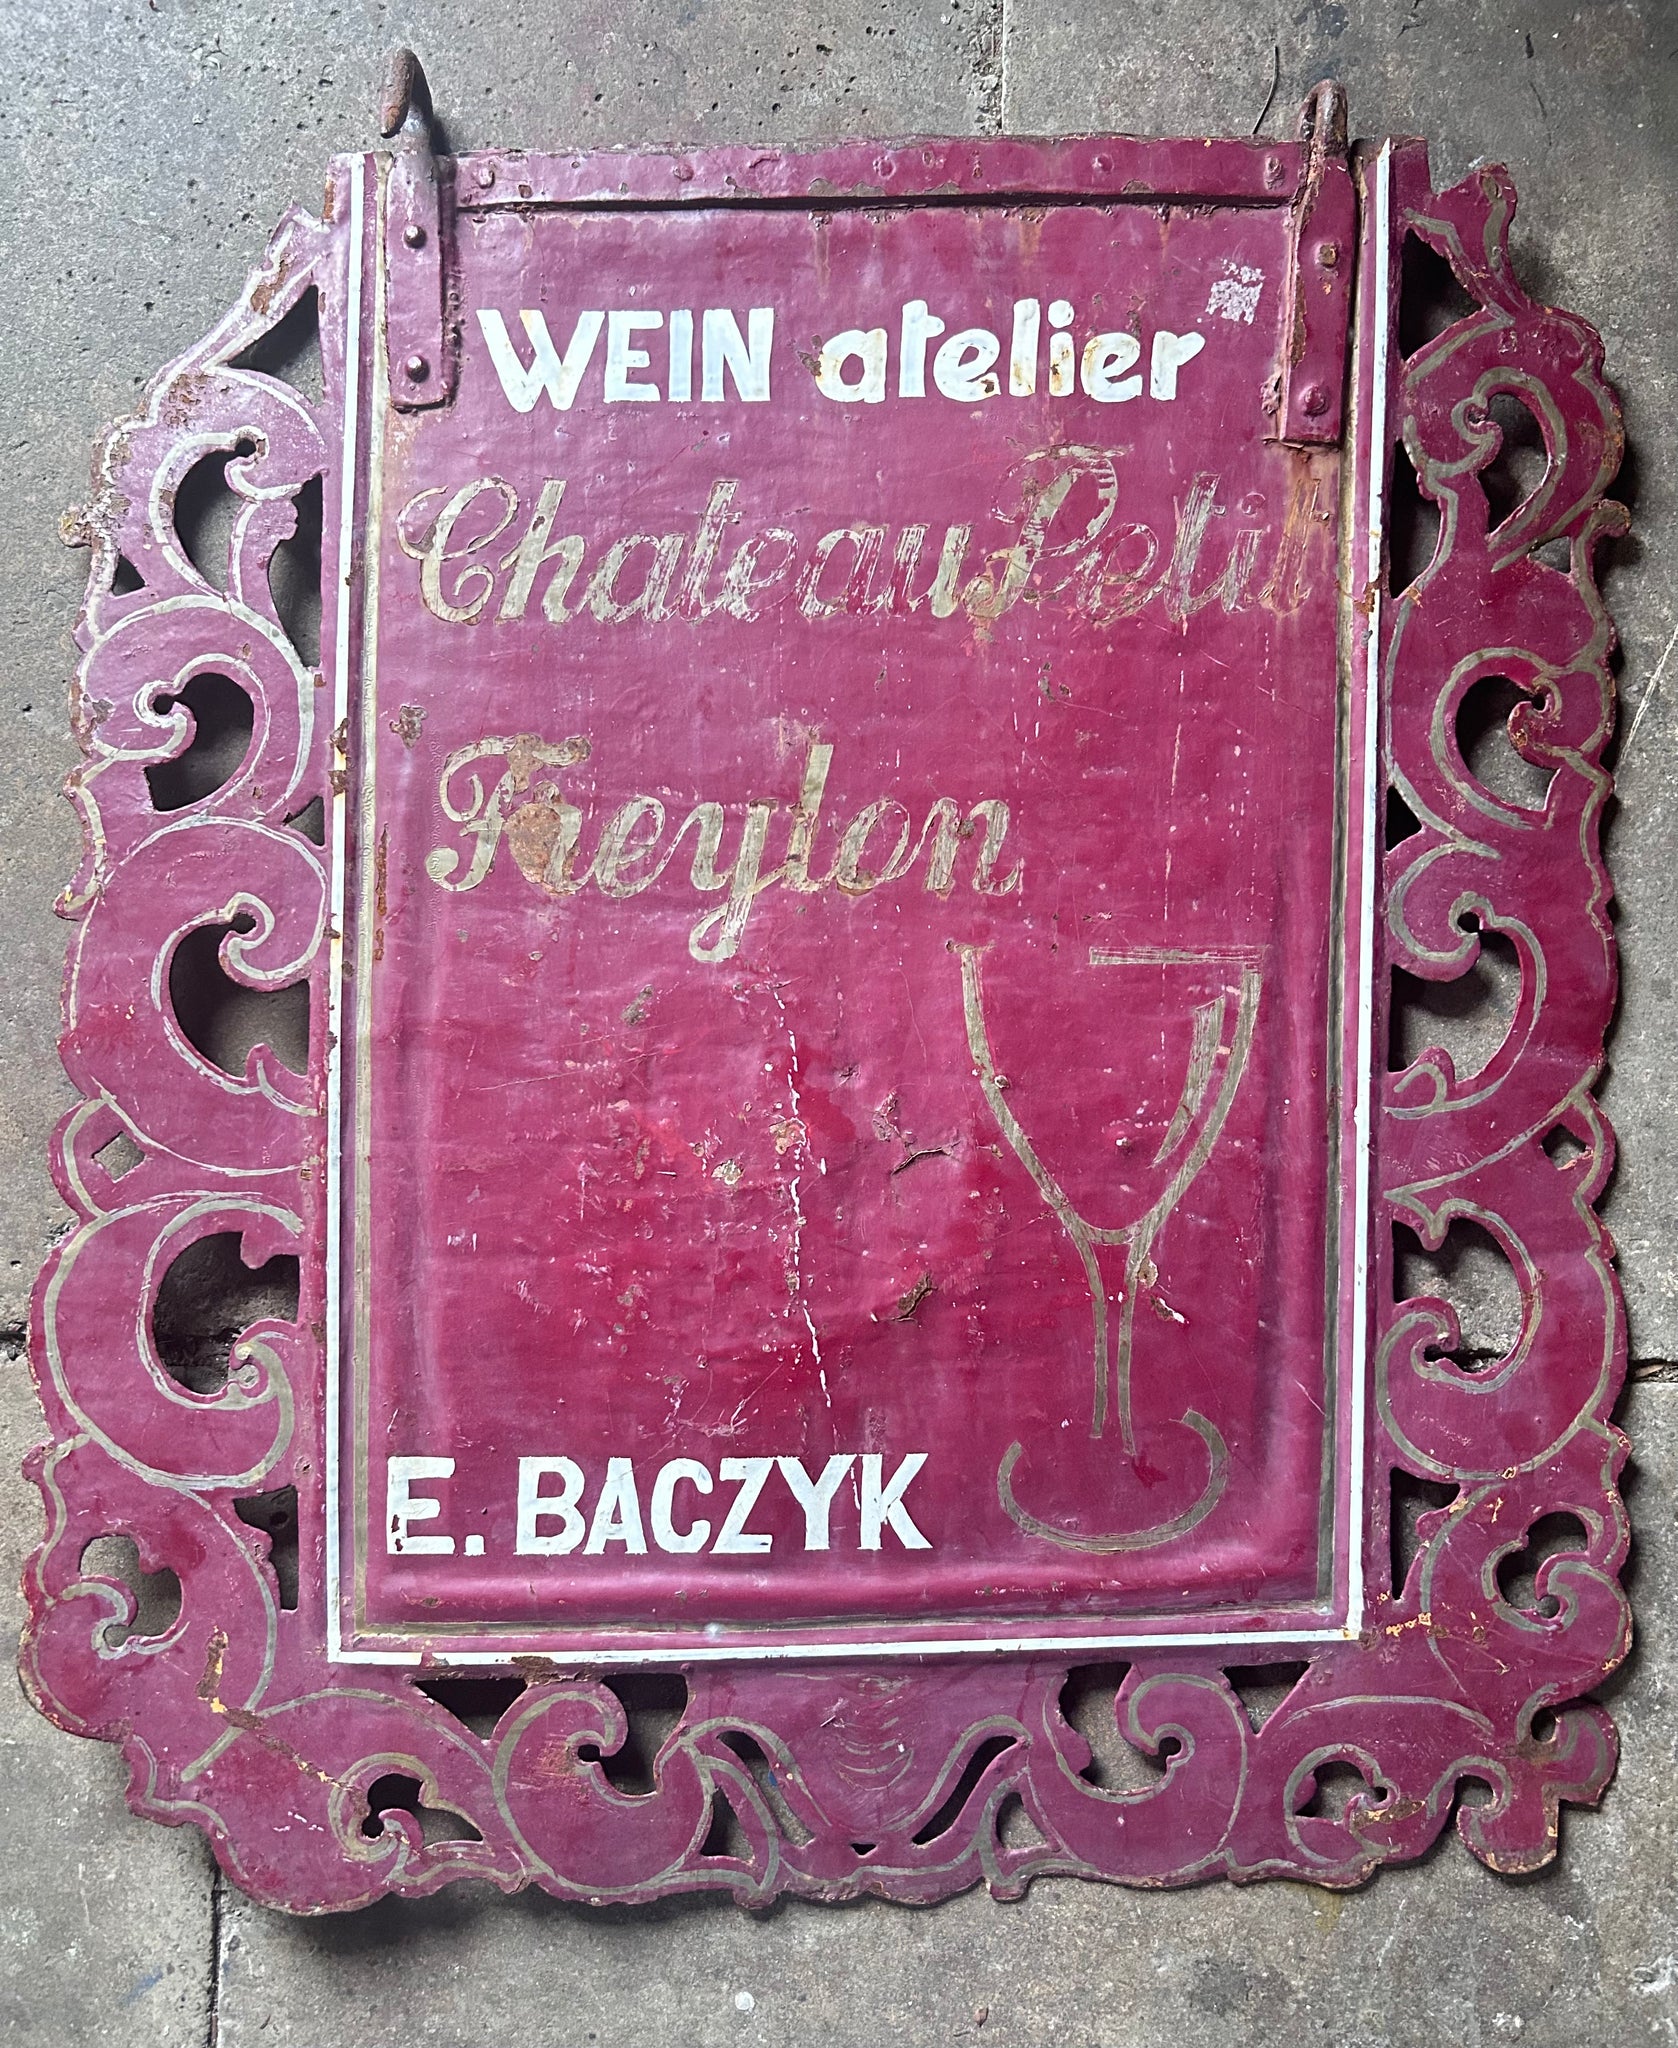 WEIN atelier
Chateau Petit
Freylon
E. BACZYK